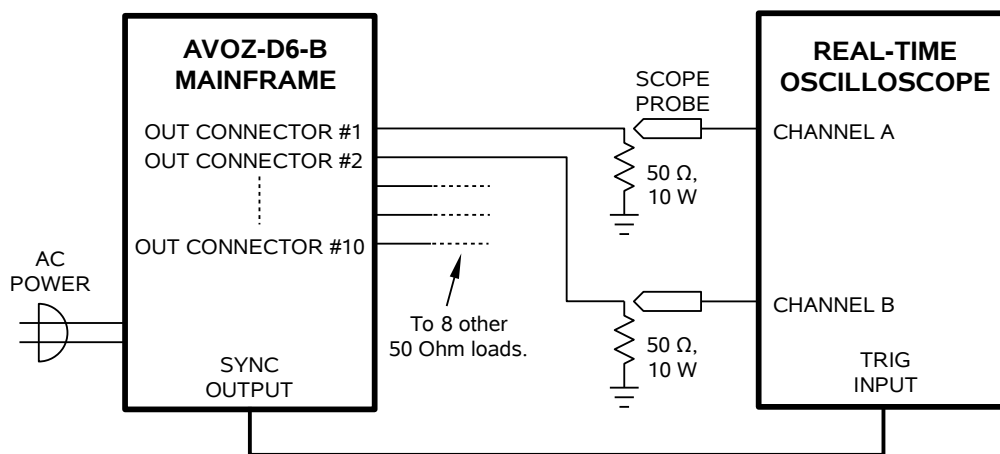 AVOZ-D6-B
MAINFRAME
OUT CONNECTOR #1
OUT CONNECTOR #2
OUT CONNECTOR #10
AC
POWER
SYNC
OUTPUT
To 8 other
50 Ohm loads.
SCOPE
PROBE
50 Ω,
10 W
50 Ω,
10 W
REAL-TIME
OSCILLOSCOPE
CHANNEL A
CHANNEL B
TRIG
INPUT